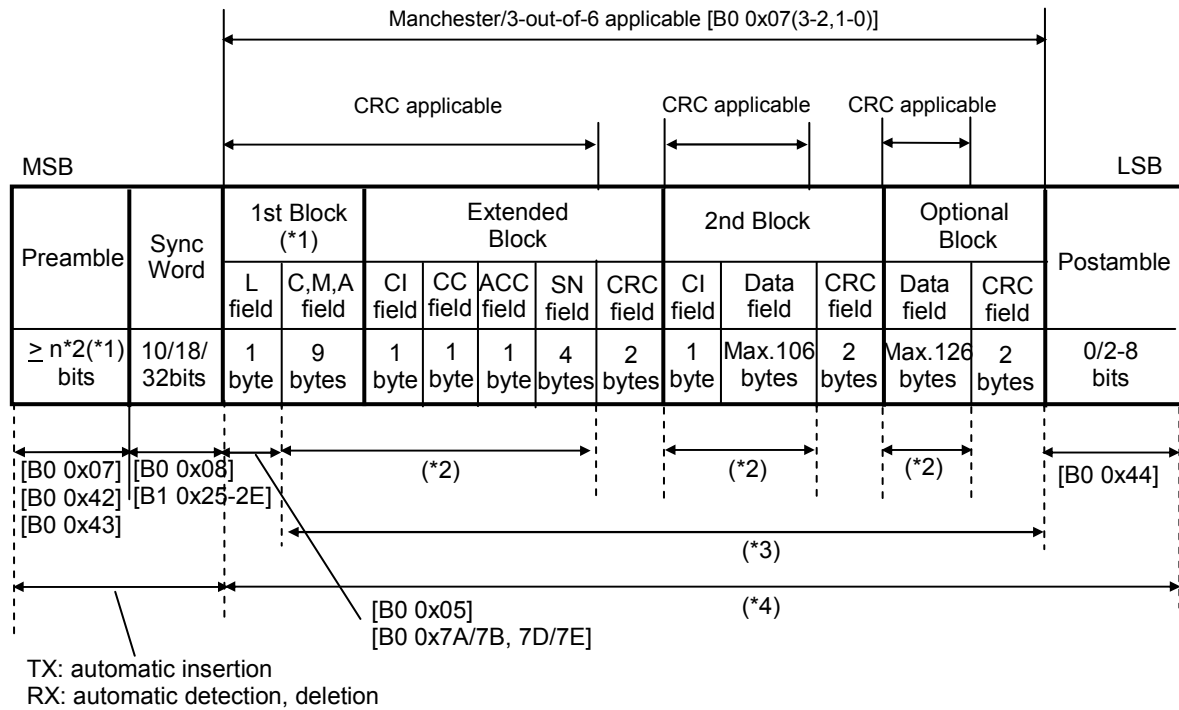 Manchester/3-out-of-6 applicable [B0 0x07(3-2,1-0)]
CRC applicable CRC applicable CRC applicable
MSB LSB
Preamble Sync Word 1st Block (*1) Extended Block 2nd Block Optional Block Postamble
L field C,M,A field CI field CC field ACC field SN field CRC field CI field Data field CRC field Data field CRC field
≥ n*2(*1) bits 10/18/ 32bits 1 byte 9 bytes 1 byte 1 byte 1 byte 4 bytes 2 bytes 1 byte Max.106 bytes 2 bytes Max.126 bytes 2 bytes 0/2-8 bits
[B0 0x07] [B0 0x08] (*2) (*2) (*2) [B0 0x44]
[B0 0x42] [B1 0x25-2E]
[B0 0x43]
(*3)
(*4)
[B0 0x05]
[B0 0x7A/7B, 7D/7E]
TX: automatic insertion
RX: automatic detection, deletion